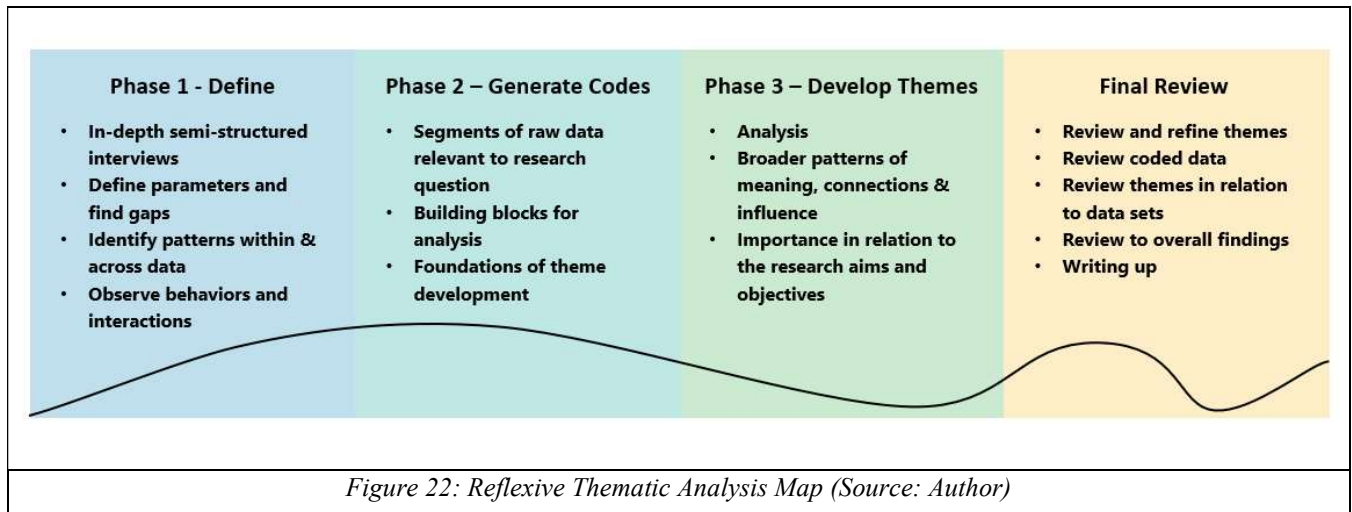 Phase 1 - Define
• In-depth semi-structured
interviews
• Define parameters and
find gaps
• Identify patterns within &
across data
• Observe behaviors and
interactions
Phase 2 – Generate Codes
• Segments of raw data
relevant to research
question
• Building blocks for
analysis
• Foundations of theme
development
Phase 3 – Develop Themes
• Analysis
• Broader patterns of
meaning, connections &
influence
• Importance in relation to
the research aims and
objectives
Final Review
• Review and refine themes
• Review coded data
• Review themes in relation
to data sets
• Review to overall findings
• Writing up
Figure 22: Reflexive Thematic Analysis Map (Source: Author)